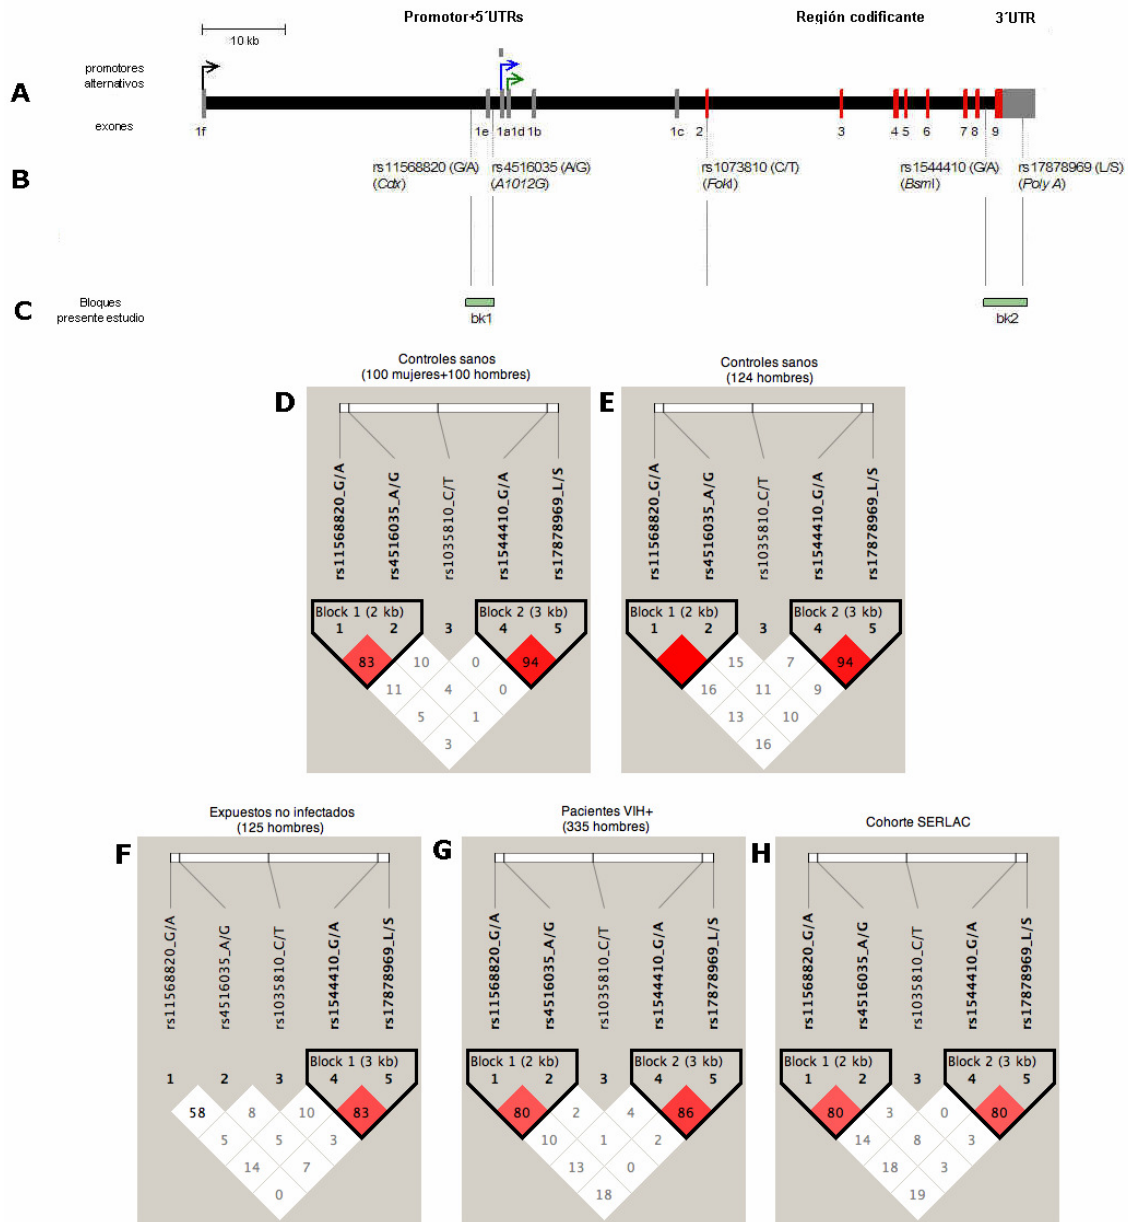 Promotor+5´UTRs
Región codificante
3´UTR
10 kb
promotores
alternativos
A
exones
1f
1e
1a1d
1b
1c
2
3
4
5
6
7
8
9
B
rs11568820 (G/A)
(Cdx)
rs4516035 (A/G)
(A1012G)
rs1073810 (C/T)
(FokI)
rs1544410 (G/A)
(BsmI)
rs17878969 (L/S)
(Poly A)
C
Bloques
presente estudio
bk1
bk2
D
Controles sanos
(100 mujeres+100 hombres)
rs11568820_G/A
rs4516035_A/G
rs1035810_C/T
rs1544410_G/A
rs17878969_L/S
Block 1 (2 kb)
Block 2 (3 kb)
1 2 3 4 5
83 10 0 94
11 4 0
5 1
3
E
Controles sanos
(124 hombres)
rs11568820_G/A
rs4516035_A/G
rs1035810_C/T
rs1544410_G/A
rs17878969_L/S
Block 1 (2 kb)
Block 2 (3 kb)
1 2 3 4 5
15 7 94
16 11 9
13 10
16
F
Expuestos no infectados
(125 hombres)
rs11568820_G/A
rs4516035_A/G
rs1035810_C/T
rs1544410_G/A
rs17878969_L/S
Block 1 (3 kb)
1 2 3 4 5
58 8 10 83
5 5 3
14 7
0
G
Pacientes VIH+
(335 hombres)
rs11568820_G/A
rs4516035_A/G
rs1035810_C/T
rs1544410_G/A
rs17878969_L/S
Block 1 (2 kb)
Block 2 (3 kb)
1 2 3 4 5
80 2 4 86
10 1 2
13 0
18
H
Cohorte SERLAC
rs11568820_G/A
rs4516035_A/G
rs1035810_C/T
rs1544410_G/A
rs17878969_L/S
Block 1 (2 kb)
Block 2 (3 kb)
1 2 3 4 5
80 3 0 80
14 8 3
18 3
19